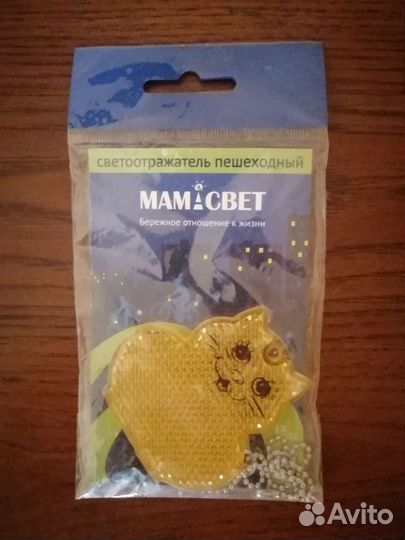 светоотражатель пешеходный
МАМАСВЕТ
Бережное отношение к жизни
Avito